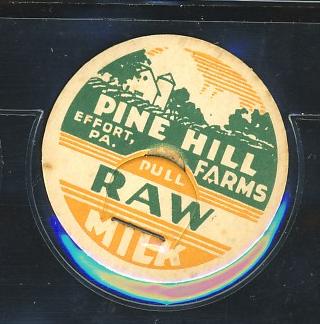 PINE HILL
FARMS
EFFORT,
PA.
PULL
RAW
MILK